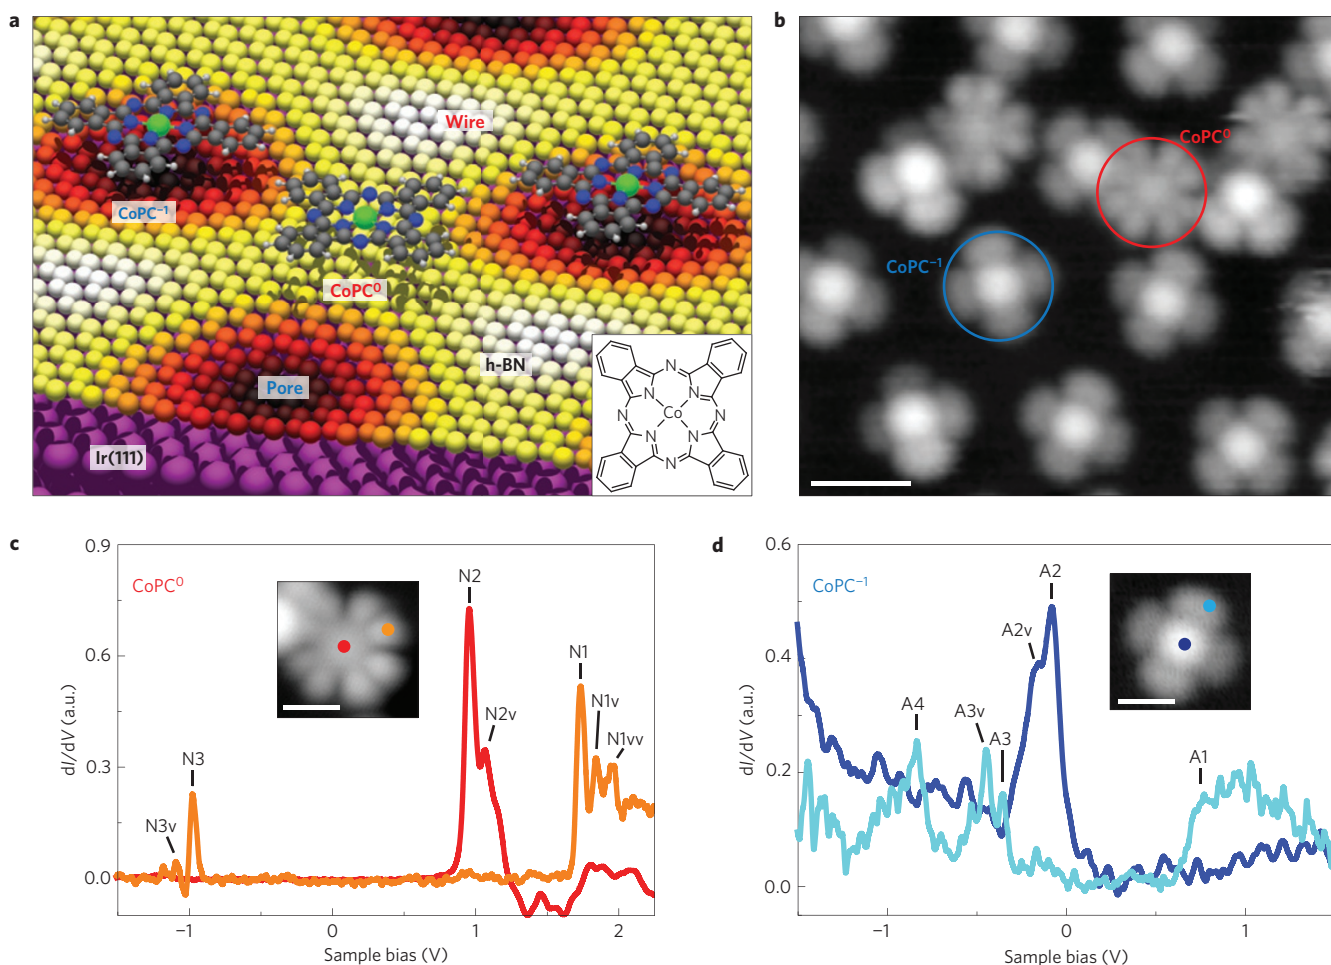 a
Wire
CoPC⁻¹
CoPC⁰
h-BN
Pore
Ir(111)
N
N
N
N
Co
N
N
N
N
b
CoPC⁰
CoPC⁻¹
c
CoPC⁰
dI/dV (a.u.)
0.9
0.6
0.3
0.0
N3v
N3
N2
N2v
N1
N1v
N1vv
−1
0
1
2
Sample bias (V)
d
CoPC⁻¹
dI/dV (a.u.)
0.6
0.4
0.2
0.0
A4
A3v
A3
A2v
A2
A1
−1
0
1
Sample bias (V)